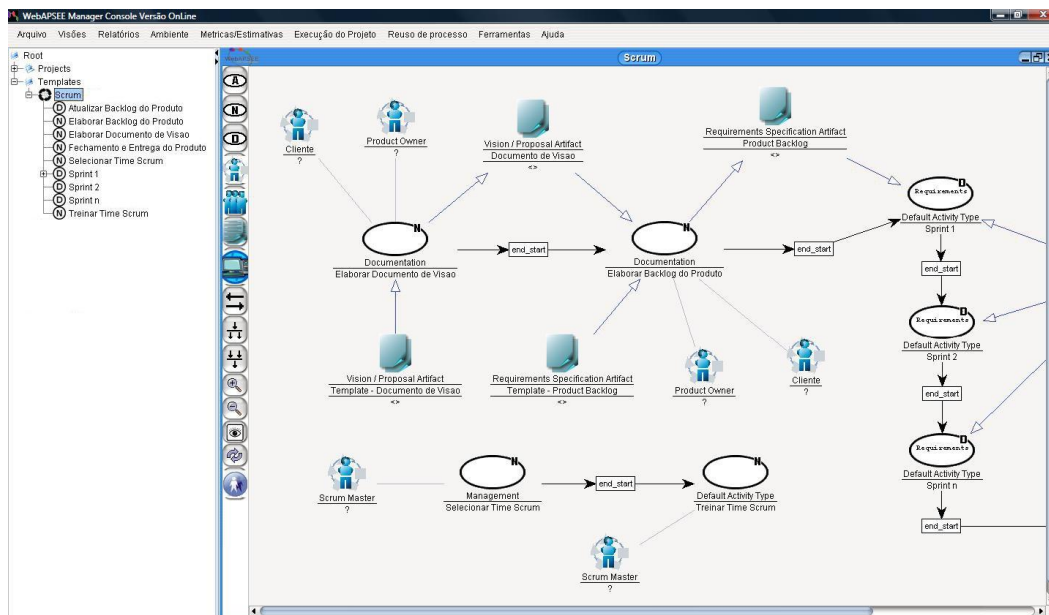 WebAPSEE Manager Console Versão OnLine
Arquivo Visões Relatórios Ambiente Metricas/Estimativas Execução do Projeto Reuso de processo Ferramentas Ajuda
Root
Projects
Templates
Scrum
D Atualizar Backlog do Produto
N Elaborar Backlog do Produto
N Elaborar Documento de Visao
N Fechamento e Entrega do Produto
N Selecionar Time Scrum
D Sprint 1
D Sprint 2
D Sprint n
N Treinar Time Scrum
WebAPSEE
Scrum
A
N
D
Cliente
?
Product Owner
?
Vision / Proposal Artifact
Documento de Visao
<>
Requirements Specification Artifact
Product Backlog
<>
N
Documentation
Elaborar Documento de Visao
end_start
N
Documentation
Elaborar Backlog do Produto
end_start
D
Requirements
Default Activity Type
Sprint 1
end_start
D
Requirements
Default Activity Type
Sprint 2
end_start
D
Requirements
Default Activity Type
Sprint n
end_start
Vision / Proposal Artifact
Template - Documento de Visao
<>
Requirements Specification Artifact
Template - Product Backlog
<>
Product Owner
?
Cliente
?
Scrum Master
?
N
Management
Selecionar Time Scrum
end_start
N
Default Activity Type
Treinar Time Scrum
Scrum Master
?